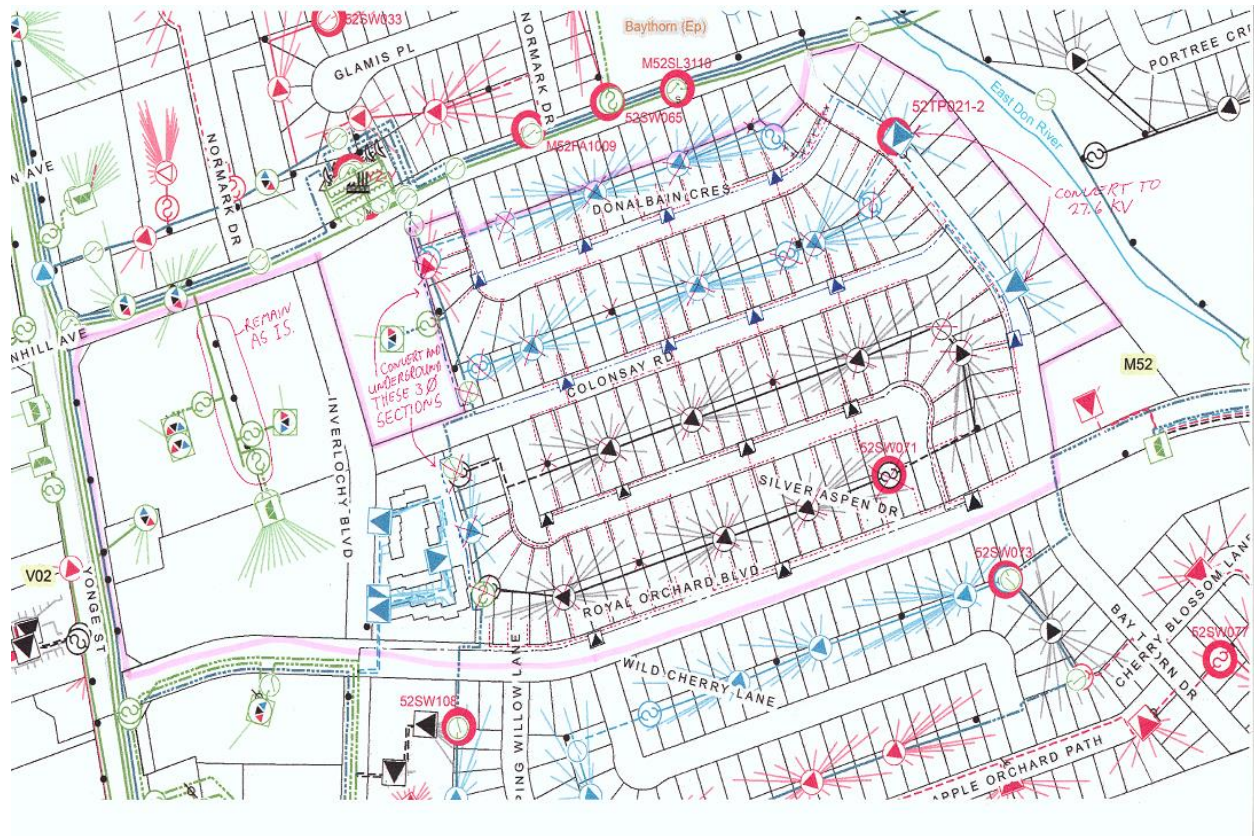 52SW033
GLAMIS PL
NORMARK DR
Baythorn (Ep)
PORTREE CR
M52SL3110
52SW065
52TP021-2
East Don River
NORMARK DR
M52FA1009
N AVE
CONVERT TO
27.6 KV
DONALBAIN CRES
REMAIN
AS IS.
NHILL AVE
CONVERT AND
UNDERGROUND
THESE 3Ø
SECTIONS
COLONSAY RD
M52
INVERLOCHY BLVD
52SW071
SILVER ASPEN DR
V02
YONGE ST
ROYAL ORCHARD BLVD
52SW073
BAY THORN DR
CHERRY BLOSSOM LANE
52SW077
WILD CHERRY LANE
52SW108
PING WILLOW LANE
APPLE ORCHARD PATH